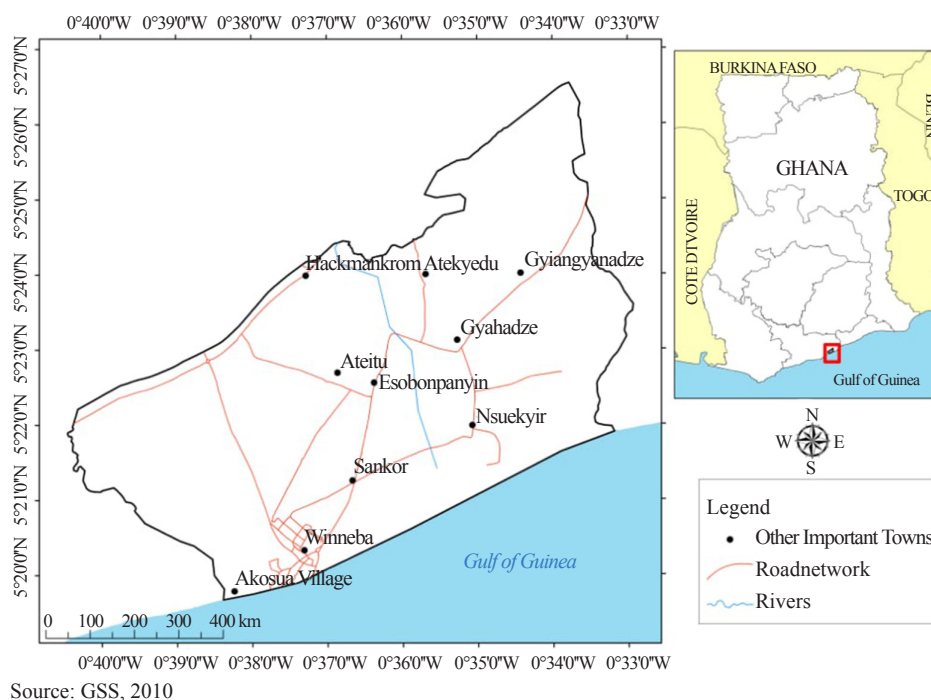 0°40'0"W 0°39'0"W 0°38'0"W 0°37'0"W 0°36'0"W 0°35'0"W 0°34'0"W 0°33'0"W
5°27'0"N
5°26'0"N
5°25'0"N
5°24'0"N
5°23'0"N
5°22'0"N
5°21'0"N
5°20'0"N
Hackmankrom
Atekyedu
Gyiangyanadze
Gyahadze
Ateitu
Esobonpanyin
Nsuekyir
Sankor
Winneba
Akosua Village
Gulf of Guinea
0 100 200 300 400 km
0°40'0"W 0°39'0"W 0°38'0"W 0°37'0"W 0°36'0"W 0°35'0"W 0°34'0"W 0°33'0"W
BURKINA FASO
BENIN
GHANA
TOGO
COTE DTVOIRE
Gulf of Guinea
N
W E
S
Legend
Other Important Towns
Roadnetwork
Rivers
Source: GSS, 2010